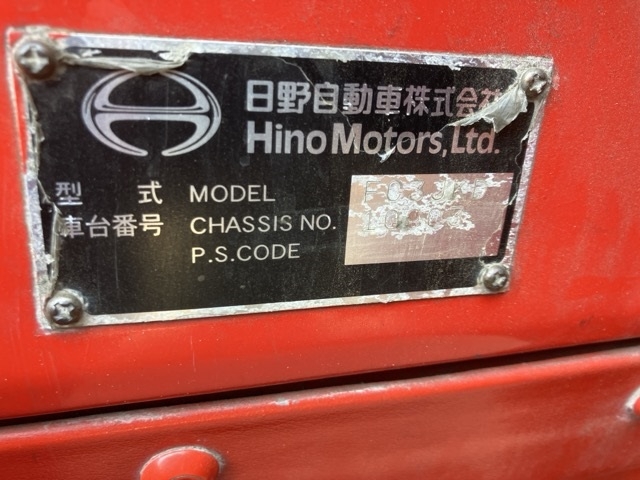 日野自動車株式会社
Hino Motors, Ltd.
型 式 MODEL
車台番号 CHASSIS NO.
P.S.CODE